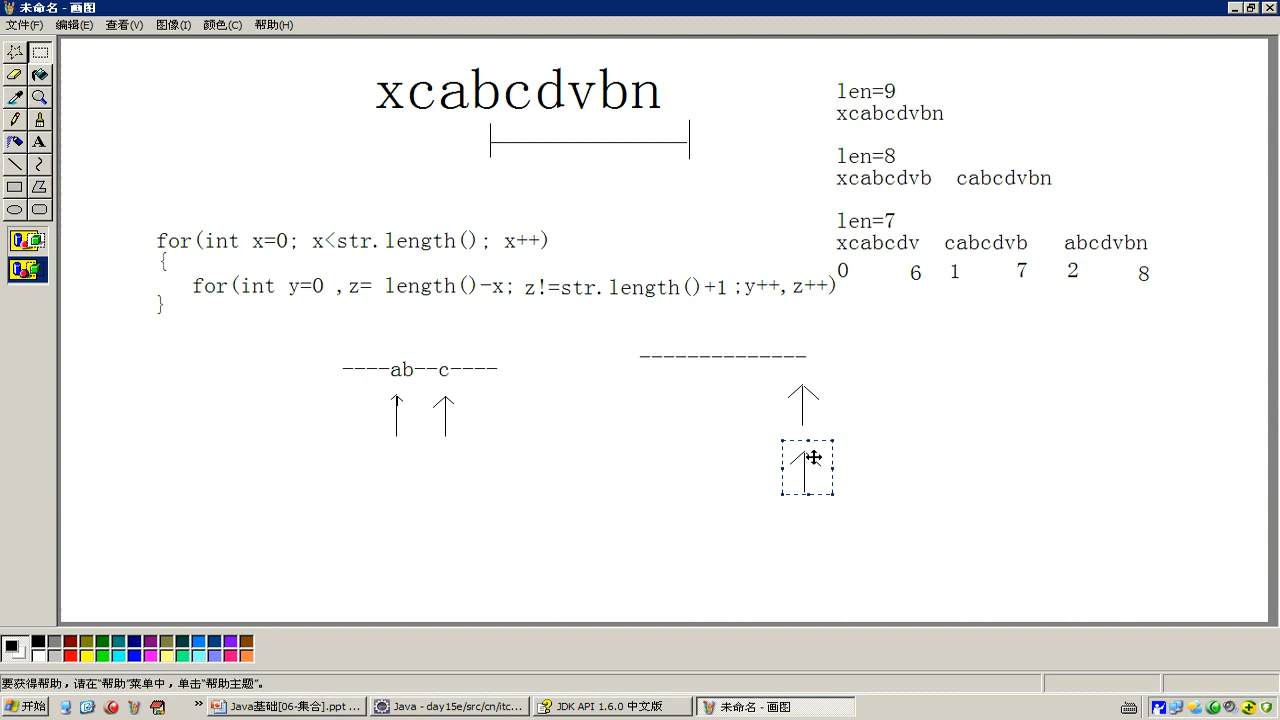 未命名 - 画图
文件(F) 编辑(E) 查看(V) 图像(I) 颜色(C) 帮助(H)
xcabcdvbn
len=9
xcabcdvbn
len=8
xcabcdvb cabcdvbn
len=7
xcabcdv cabcdvb abcdvbn
0 6 1 7 2 8
for(int x=0; x<str.length(); x++)
{
for(int y=0 ,z= length()-x; z!=str.length()+1 ;y++,z++)
}
----ab--c----
--------------
要获得帮助，请在“帮助”菜单中，单击“帮助主题”。
开始 » Java基础[06-集合].ppt ... Java - day15e/src/cn/itc... JDK API 1.6.0 中文版 未命名 - 画图